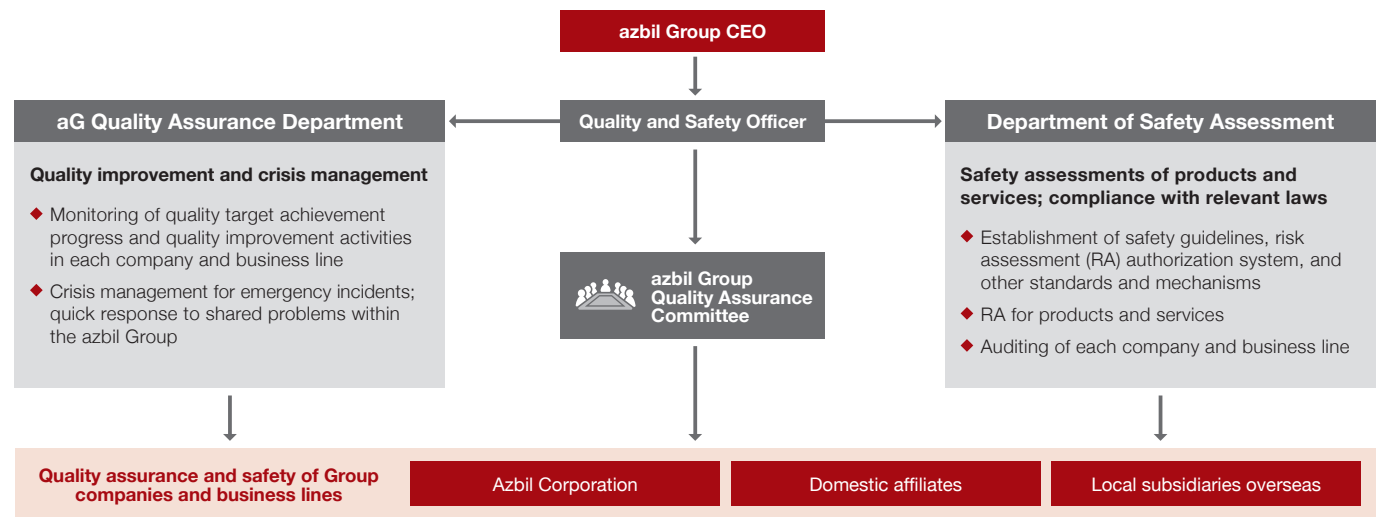 azbil Group CEO
aG Quality Assurance Department
Quality improvement and crisis management
Monitoring of quality target achievement
progress and quality improvement activities
in each company and business line
Crisis management for emergency incidents;
quick response to shared problems within
the azbil Group
Quality and Safety Officer
azbil Group
Quality Assurance
Committee
Department of Safety Assessment
Safety assessments of products and
services; compliance with relevant laws
Establishment of safety guidelines, risk
assessment (RA) authorization system, and
other standards and mechanisms
RA for products and services
Auditing of each company and business line
Quality assurance and safety of Group
companies and business lines
Azbil Corporation
Domestic affiliates
Local subsidiaries overseas